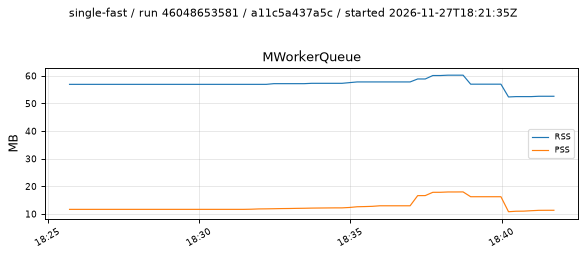 single-fast / run 46048653581 / a11c5a437a5c / started 2026-11-27T18:21:35Z
MWorkerQueue
MB
60
50
40
30
20
10
RSS
PSS
18:25
18:30
18:35
18:40